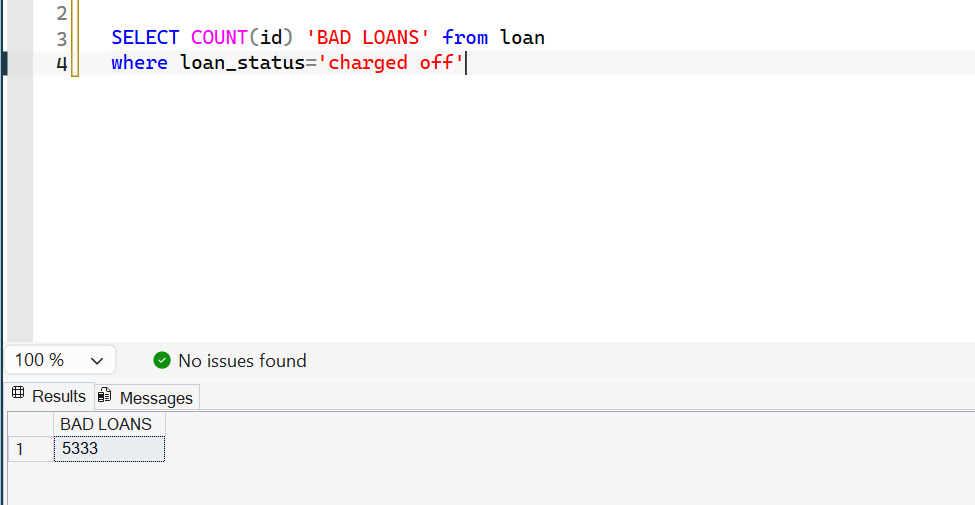 2
3 SELECT COUNT(id) 'BAD LOANS' from loan
4 where loan_status='charged off'
100 % No issues found
Results Messages
BAD LOANS
1 5333